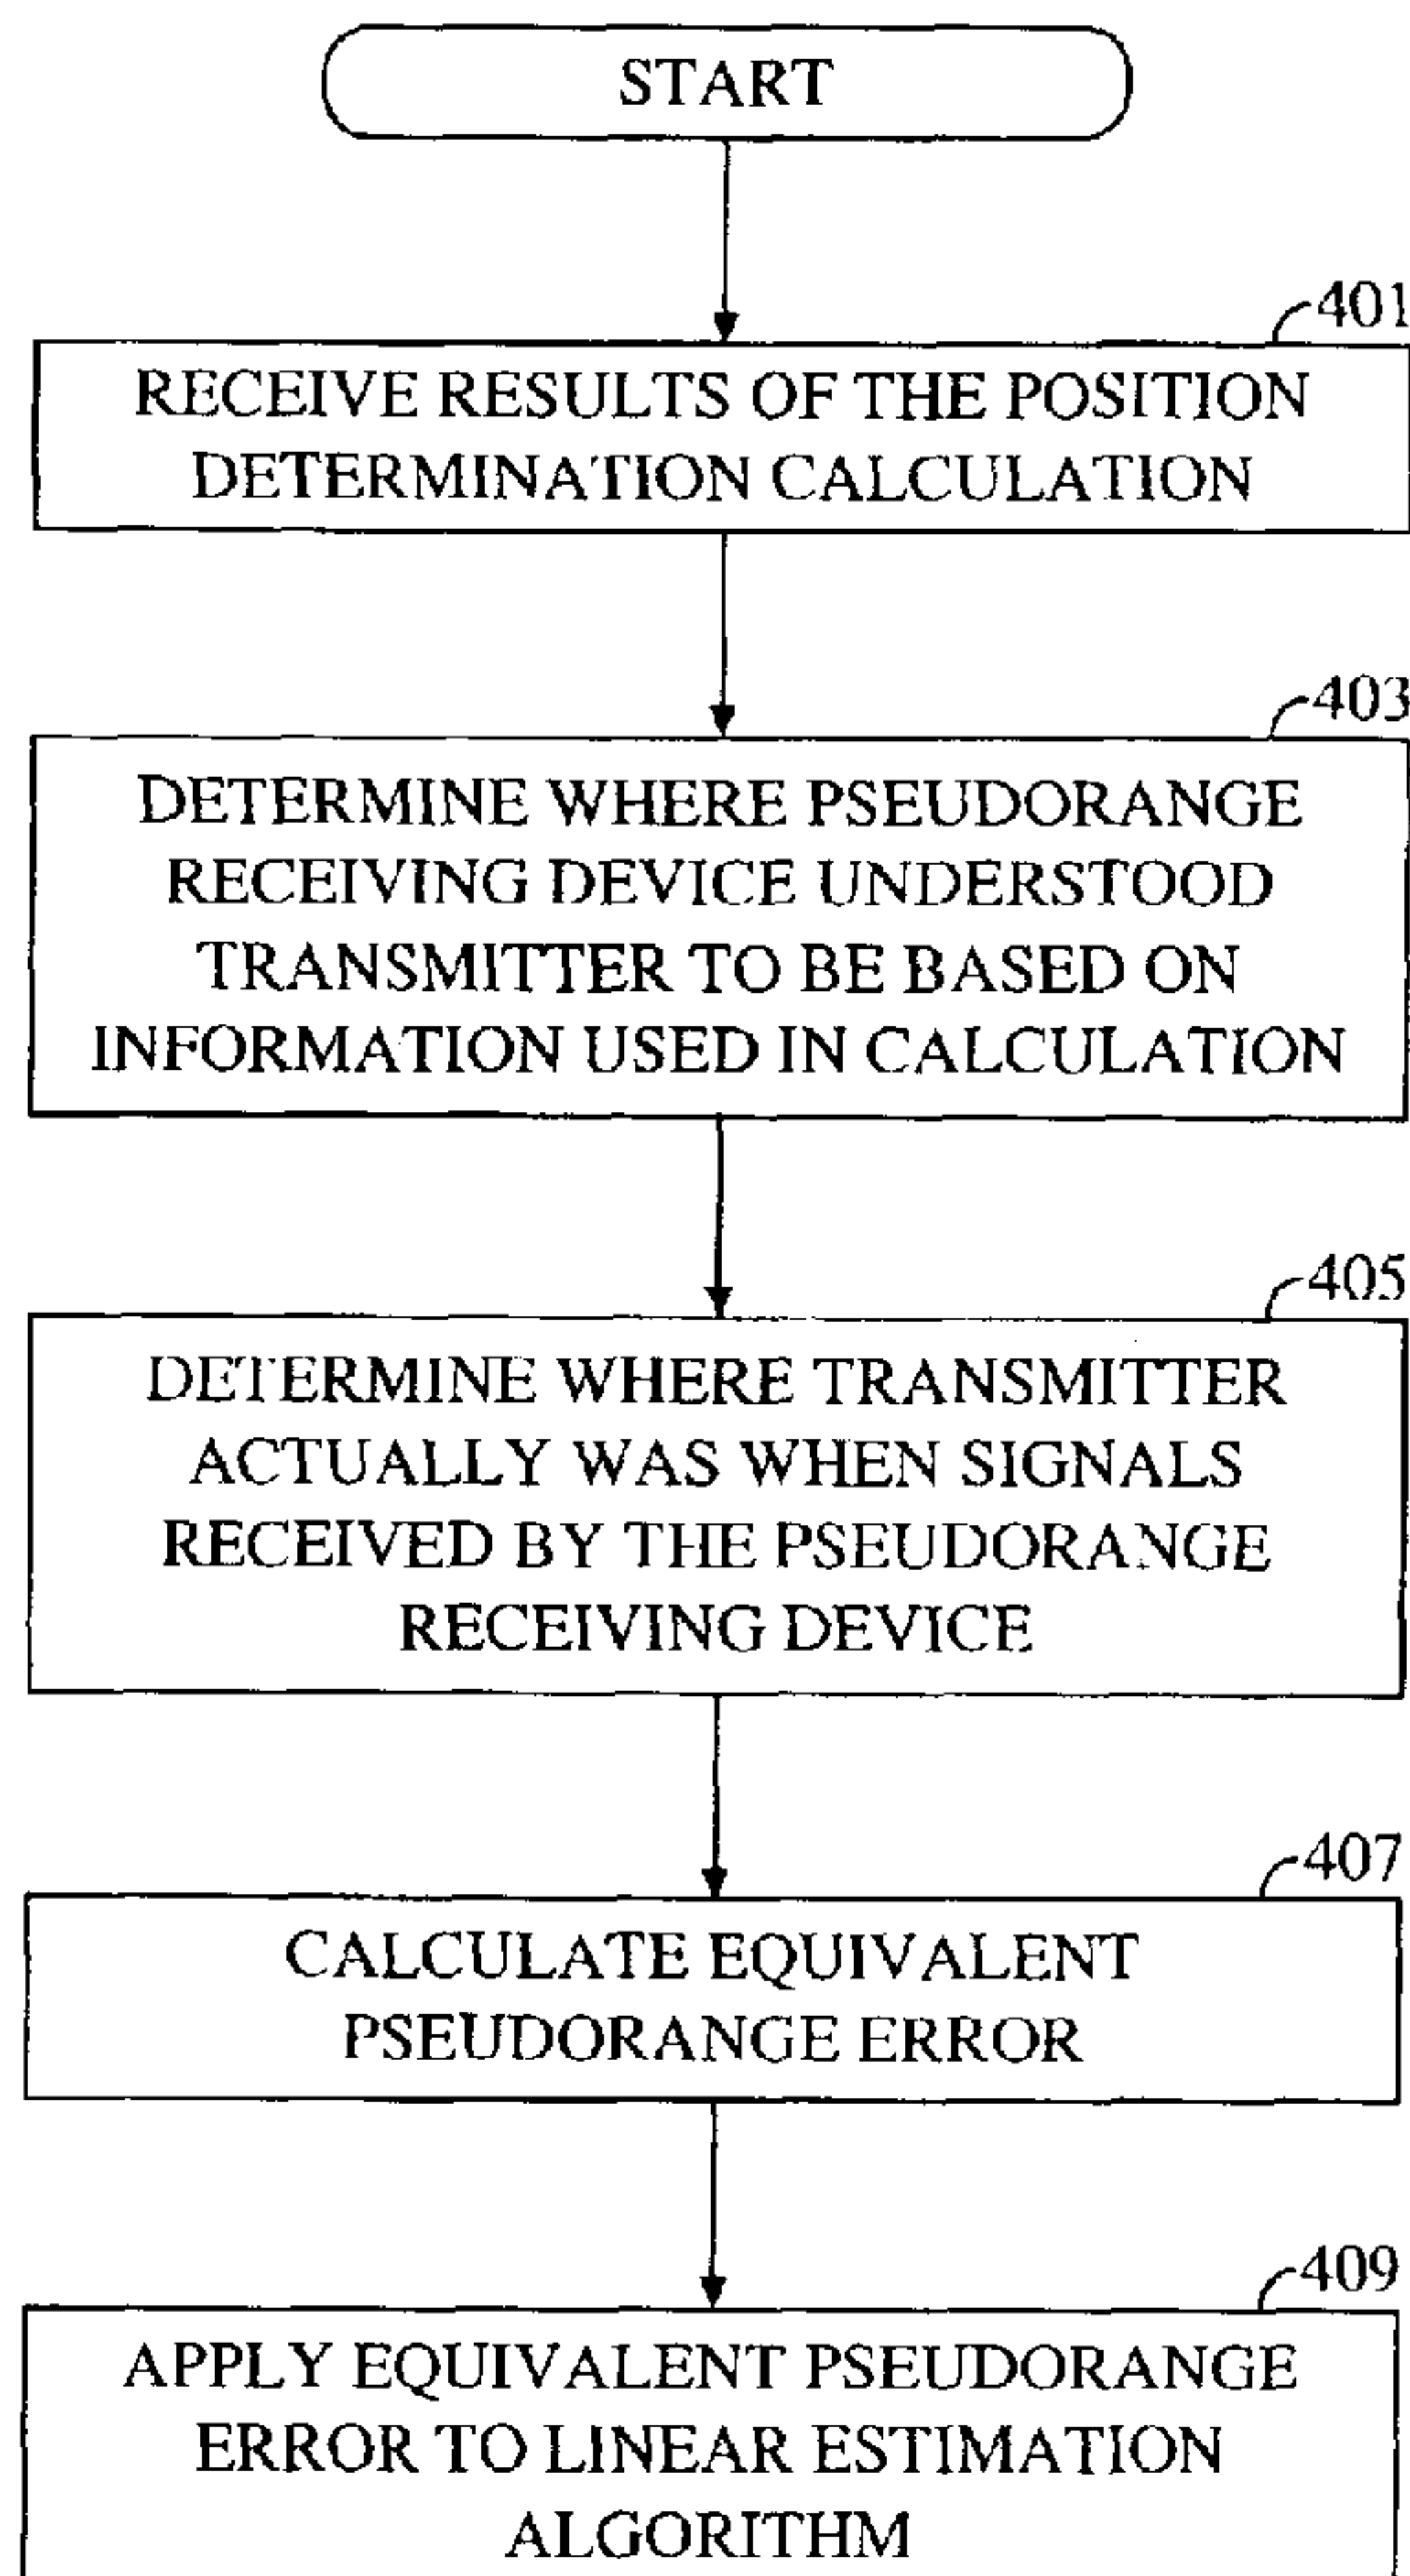 START
401
RECEIVE RESULTS OF THE POSITION
DETERMINATION CALCULATION
403
DETERMINE WHERE PSEUDORANGE
RECEIVING DEVICE UNDERSTOOD
TRANSMITTER TO BE BASED ON
INFORMATION USED IN CALCULATION
405
DETERMINE WHERE TRANSMITTER
ACTUALLY WAS WHEN SIGNALS
RECEIVED BY THE PSEUDORANGE
RECEIVING DEVICE
407
CALCULATE EQUIVALENT
PSEUDORANGE ERROR
409
APPLY EQUIVALENT PSEUDORANGE
ERROR TO LINEAR ESTIMATION
ALGORITHM